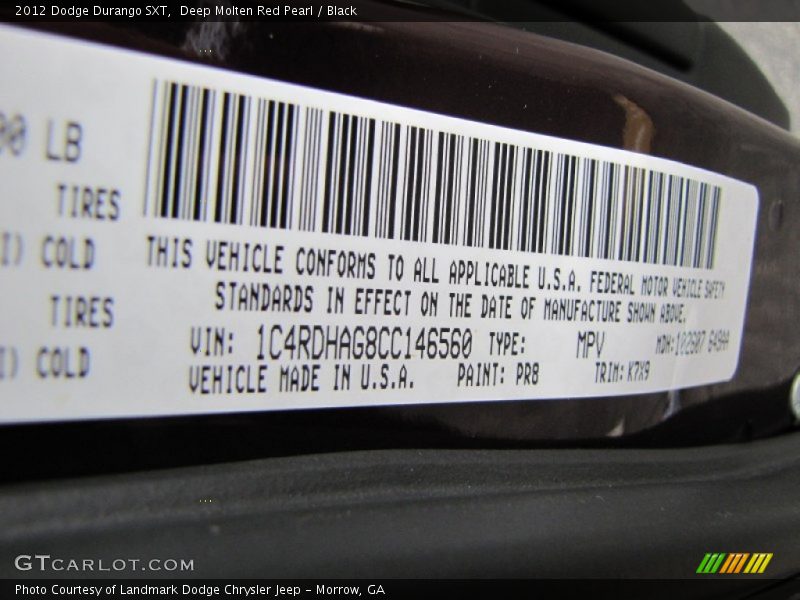 2012 Dodge Durango SXT,  Deep Molten Red Pearl / Black
LB
TIRES
COLD
TIRES
COLD
THIS VEHICLE CONFORMS TO ALL APPLICABLE U.S.A. FEDERAL MOTOR VEHICLE SAFETY
STANDARDS IN EFFECT ON THE DATE OF MANUFACTURE SHOWN ABOVE.
VIN: 1C4RDHAG8CC146560 TYPE: MPV MDH:
VEHICLE MADE IN U.S.A. PAINT: PR8 TRIM: K7X9
GTCARLOT.COM
Photo Courtesy of Landmark Dodge Chrysler Jeep – Morrow, GA